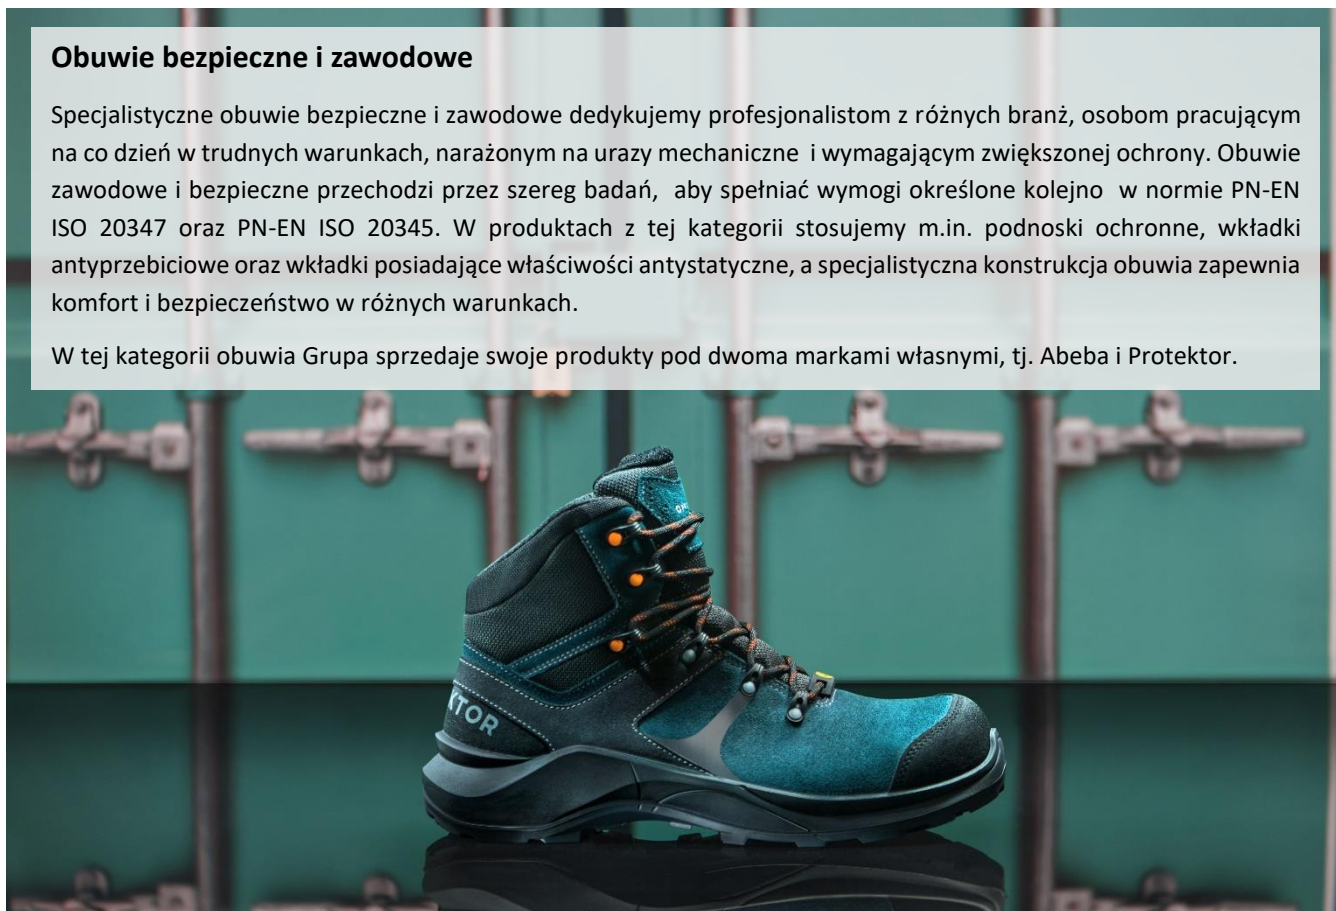 Obuwie bezpieczne i zawodowe
Specjalistyczne obuwie bezpieczne i zawodowe dedykujemy profesjonalistom z różnych branż, osobom pracującym
na co dzień w trudnych warunkach, narażonym na urazy mechaniczne i wymagającym zwiększonej ochrony. Obuwie
zawodowe i bezpieczne przechodzi przez szereg badań, aby spełniać wymogi określone kolejno w normie PN-EN
ISO 20347 oraz PN-EN ISO 20345. W produktach z tej kategorii stosujemy m.in. podnoski ochronne, wkładki
antyprzebiciowe oraz wkładki posiadające właściwości antystatyczne, a specjalistyczna konstrukcja obuwia zapewnia
komfort i bezpieczeństwo w różnych warunkach.
W tej kategorii obuwia Grupa sprzedaje swoje produkty pod dwoma markami własnymi, tj. Abeba i Protektor.
KTOR